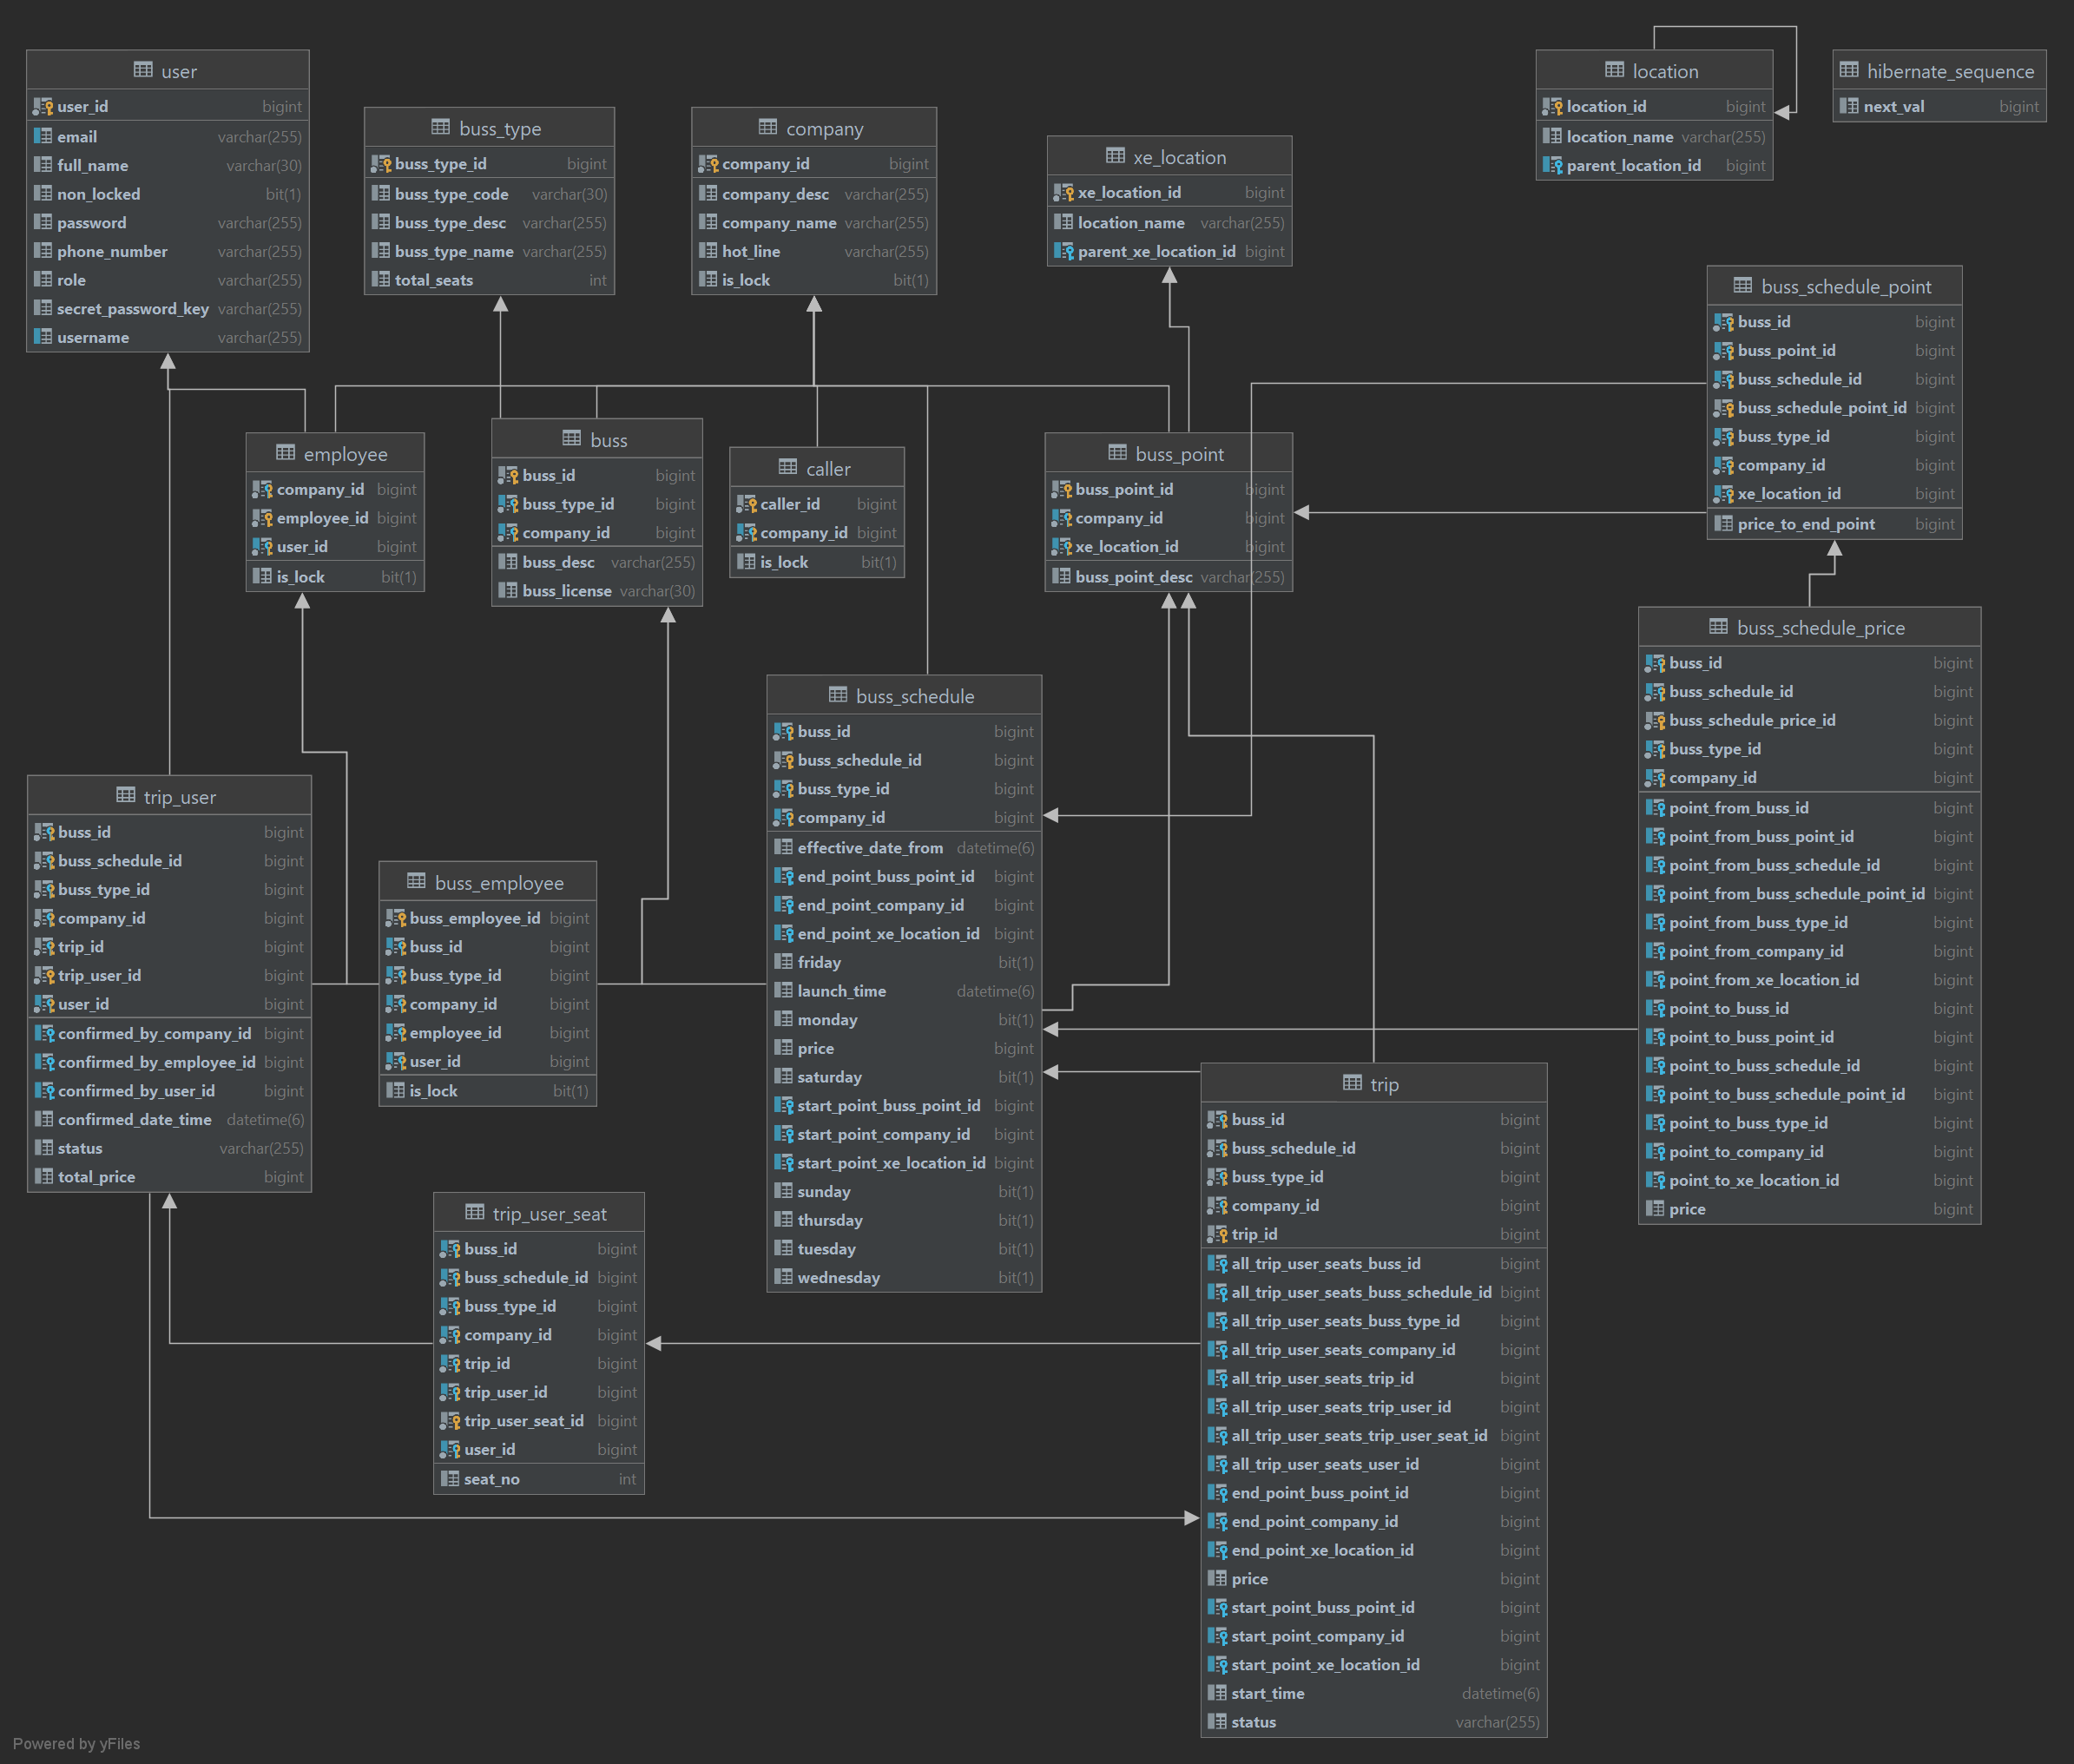 user
user_id bigint
email varchar(255)
full_name varchar(30)
non_locked bit(1)
password varchar(255)
phone_number varchar(255)
role varchar(255)
secret_password_key varchar(255)
username varchar(255)
buss_type
buss_type_id bigint
buss_type_code varchar(30)
buss_type_desc varchar(255)
buss_type_name varchar(255)
total_seats int
company
company_id bigint
company_desc varchar(255)
company_name varchar(255)
hot_line varchar(255)
is_lock bit(1)
xe_location
xe_location_id bigint
location_name varchar(255)
parent_xe_location_id bigint
location
location_id bigint
location_name varchar(255)
parent_location_id bigint
hibernate_sequence
next_val bigint
buss_schedule_point
buss_id bigint
buss_point_id bigint
buss_schedule_id bigint
buss_schedule_point_id bigint
buss_type_id bigint
company_id bigint
xe_location_id bigint
price_to_end_point bigint
employee
company_id bigint
employee_id bigint
user_id bigint
is_lock bit(1)
buss
buss_id bigint
buss_type_id bigint
company_id bigint
buss_desc varchar(255)
buss_license varchar(30)
caller
caller_id bigint
company_id bigint
is_lock bit(1)
buss_point
buss_point_id bigint
company_id bigint
xe_location_id bigint
buss_point_desc varchar(255)
buss_schedule_price
buss_id bigint
buss_schedule_id bigint
buss_schedule_price_id bigint
buss_type_id bigint
company_id bigint
point_from_buss_id bigint
point_from_buss_point_id bigint
point_from_buss_schedule_id bigint
point_from_buss_schedule_point_id bigint
point_from_buss_type_id bigint
point_from_company_id bigint
point_from_xe_location_id bigint
point_to_buss_id bigint
point_to_buss_point_id bigint
point_to_buss_schedule_id bigint
point_to_buss_schedule_point_id bigint
point_to_buss_type_id bigint
point_to_company_id bigint
point_to_xe_location_id bigint
price bigint
buss_schedule
buss_id bigint
buss_schedule_id bigint
buss_type_id bigint
company_id bigint
effective_date_from datetime(6)
end_point_buss_point_id bigint
end_point_company_id bigint
end_point_xe_location_id bigint
friday bit(1)
launch_time datetime(6)
monday bit(1)
price bigint
saturday bit(1)
start_point_buss_point_id bigint
start_point_company_id bigint
start_point_xe_location_id bigint
sunday bit(1)
thursday bit(1)
tuesday bit(1)
wednesday bit(1)
trip_user
buss_id bigint
buss_schedule_id bigint
buss_type_id bigint
company_id bigint
trip_id bigint
trip_user_id bigint
user_id bigint
confirmed_by_company_id bigint
confirmed_by_employee_id bigint
confirmed_by_user_id bigint
confirmed_date_time datetime(6)
status varchar(255)
total_price bigint
buss_employee
buss_employee_id bigint
buss_id bigint
buss_type_id bigint
company_id bigint
employee_id bigint
user_id bigint
is_lock bit(1)
trip
buss_id bigint
buss_schedule_id bigint
buss_type_id bigint
company_id bigint
trip_id bigint
all_trip_user_seats_buss_id bigint
all_trip_user_seats_buss_schedule_id bigint
all_trip_user_seats_buss_type_id bigint
all_trip_user_seats_company_id bigint
all_trip_user_seats_trip_id bigint
all_trip_user_seats_trip_user_id bigint
all_trip_user_seats_trip_user_seat_id bigint
all_trip_user_seats_user_id bigint
end_point_buss_point_id bigint
end_point_company_id bigint
end_point_xe_location_id bigint
price bigint
start_point_buss_point_id bigint
start_point_company_id bigint
start_point_xe_location_id bigint
start_time datetime(6)
status varchar(255)
trip_user_seat
buss_id bigint
buss_schedule_id bigint
buss_type_id bigint
company_id bigint
trip_id bigint
trip_user_id bigint
trip_user_seat_id bigint
user_id bigint
seat_no int
Powered by yFiles